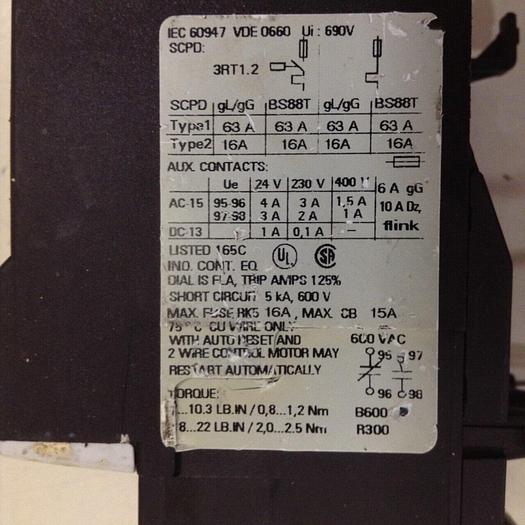 IEC 60947 VDE 0660 Ui: 690V
SCPD:
3RT1.2
SCPD gL/gG BS88T gL/gG BS88T
Type1 63 A 63 A 63 A 63 A
Type2 16A 16A 16A 16A
AUX. CONTACTS:
Ue 24 V 230 V 400 V 6 A gG
AC-15 95-96 4 A 3 A 1,5 A 10 A Dz,
97-98 3 A 2 A 1 A flink
DC-13 1 A 0,1 A –
LISTED 165C UL SA
IND. CONT. EQ.
DIAL IS FLA, TRIP AMPS 125%
SHORT CIRCUIT 5 kA, 600 V
MAX. FUSE RK5 16A, MAX. CB 15A
75°C CU WIRE ONLY
WITH AUTO RESET AND 600 VAC
2 WIRE CONTROL MOTOR MAY 95 97
RESTART AUTOMATICALLY
96 98
TORQUE:
7...10.3 LB.IN / 0,8...1,2 Nm B600
18...22 LB.IN / 2,0...2.5 Nm R300